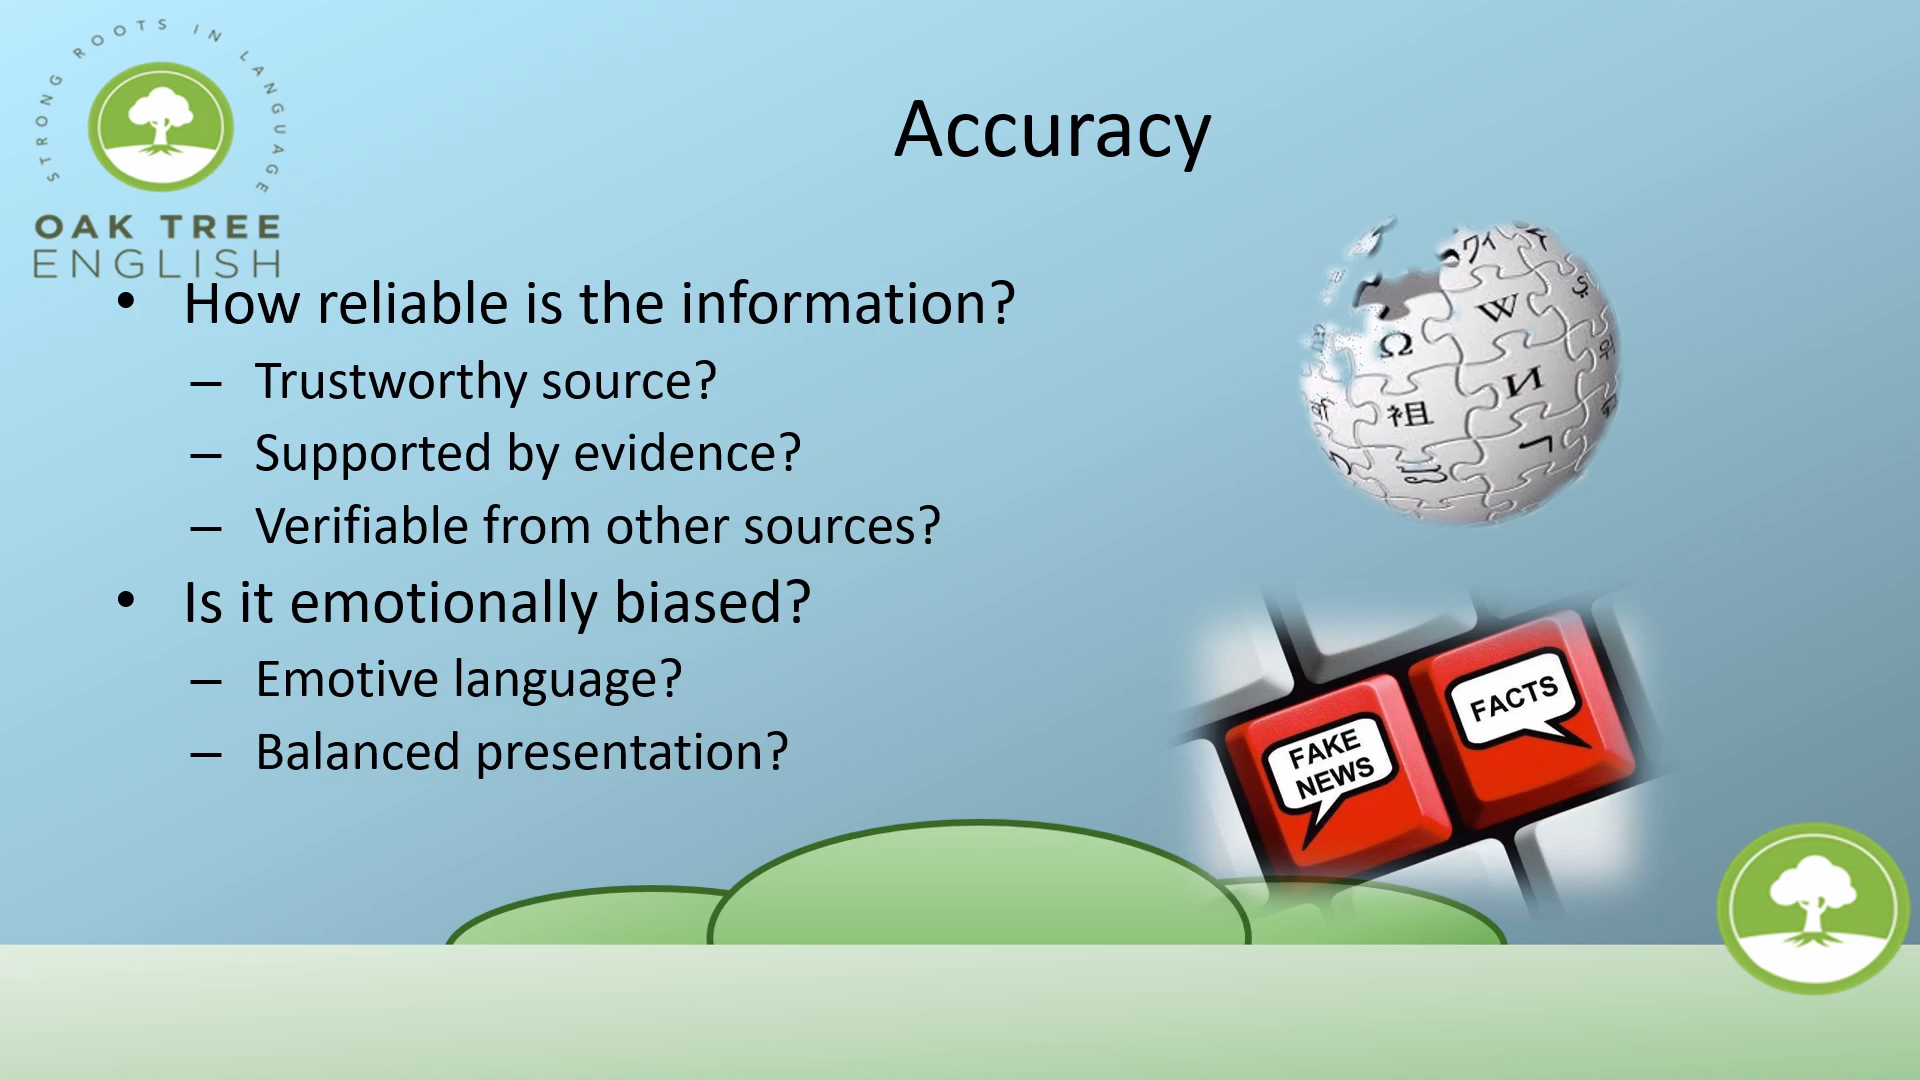 STRONG ROOTS IN LANGUAGE
OAK TREE
ENGLISH
Accuracy
• How reliable is the information?
– Trustworthy source?
– Supported by evidence?
– Verifiable from other sources?
• Is it emotionally biased?
– Emotive language?
– Balanced presentation?
Ω W
祖 И
FAKE
NEWS
FACTS